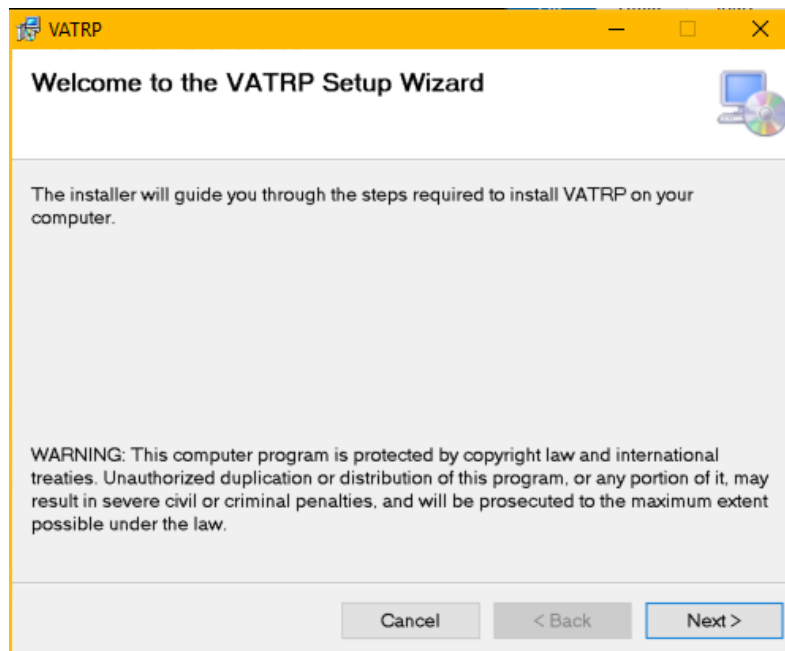 VATRP
Welcome to the VATRP Setup Wizard
The installer will guide you through the steps required to install VATRP on your
computer.
WARNING: This computer program is protected by copyright law and international
treaties. Unauthorized duplication or distribution of this program, or any portion of it, may
result in severe civil or criminal penalties, and will be prosecuted to the maximum extent
possible under the law.
Cancel
< Back
Next >